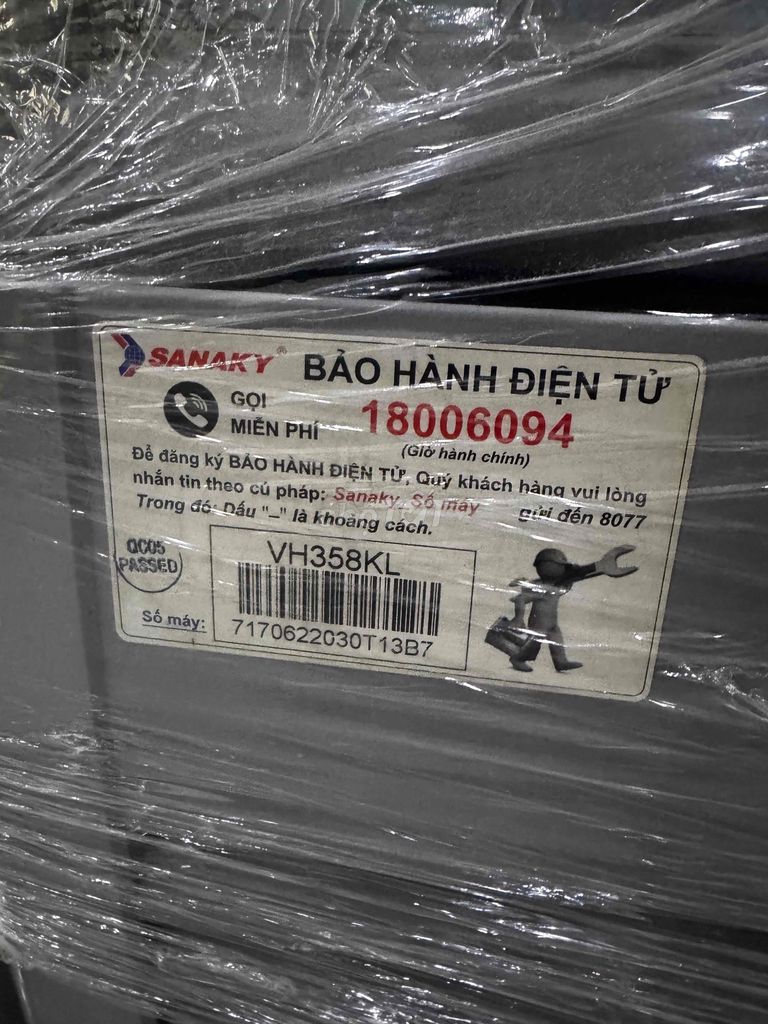 SANAKY®
BẢO HÀNH ĐIỆN TỬ
GỌI
MIỄN PHÍ
18006094
(Giờ hành chính)
Để đăng ký BẢO HÀNH ĐIỆN TỬ, Quý khách hàng vui lòng
nhắn tin theo cú pháp: Sanaky_Số máy gửi đến 8077
Trong đó: Dấu "_" là khoảng cách.
QC05
PASSED
VH358KL
Số máy:
7170622030T13B7